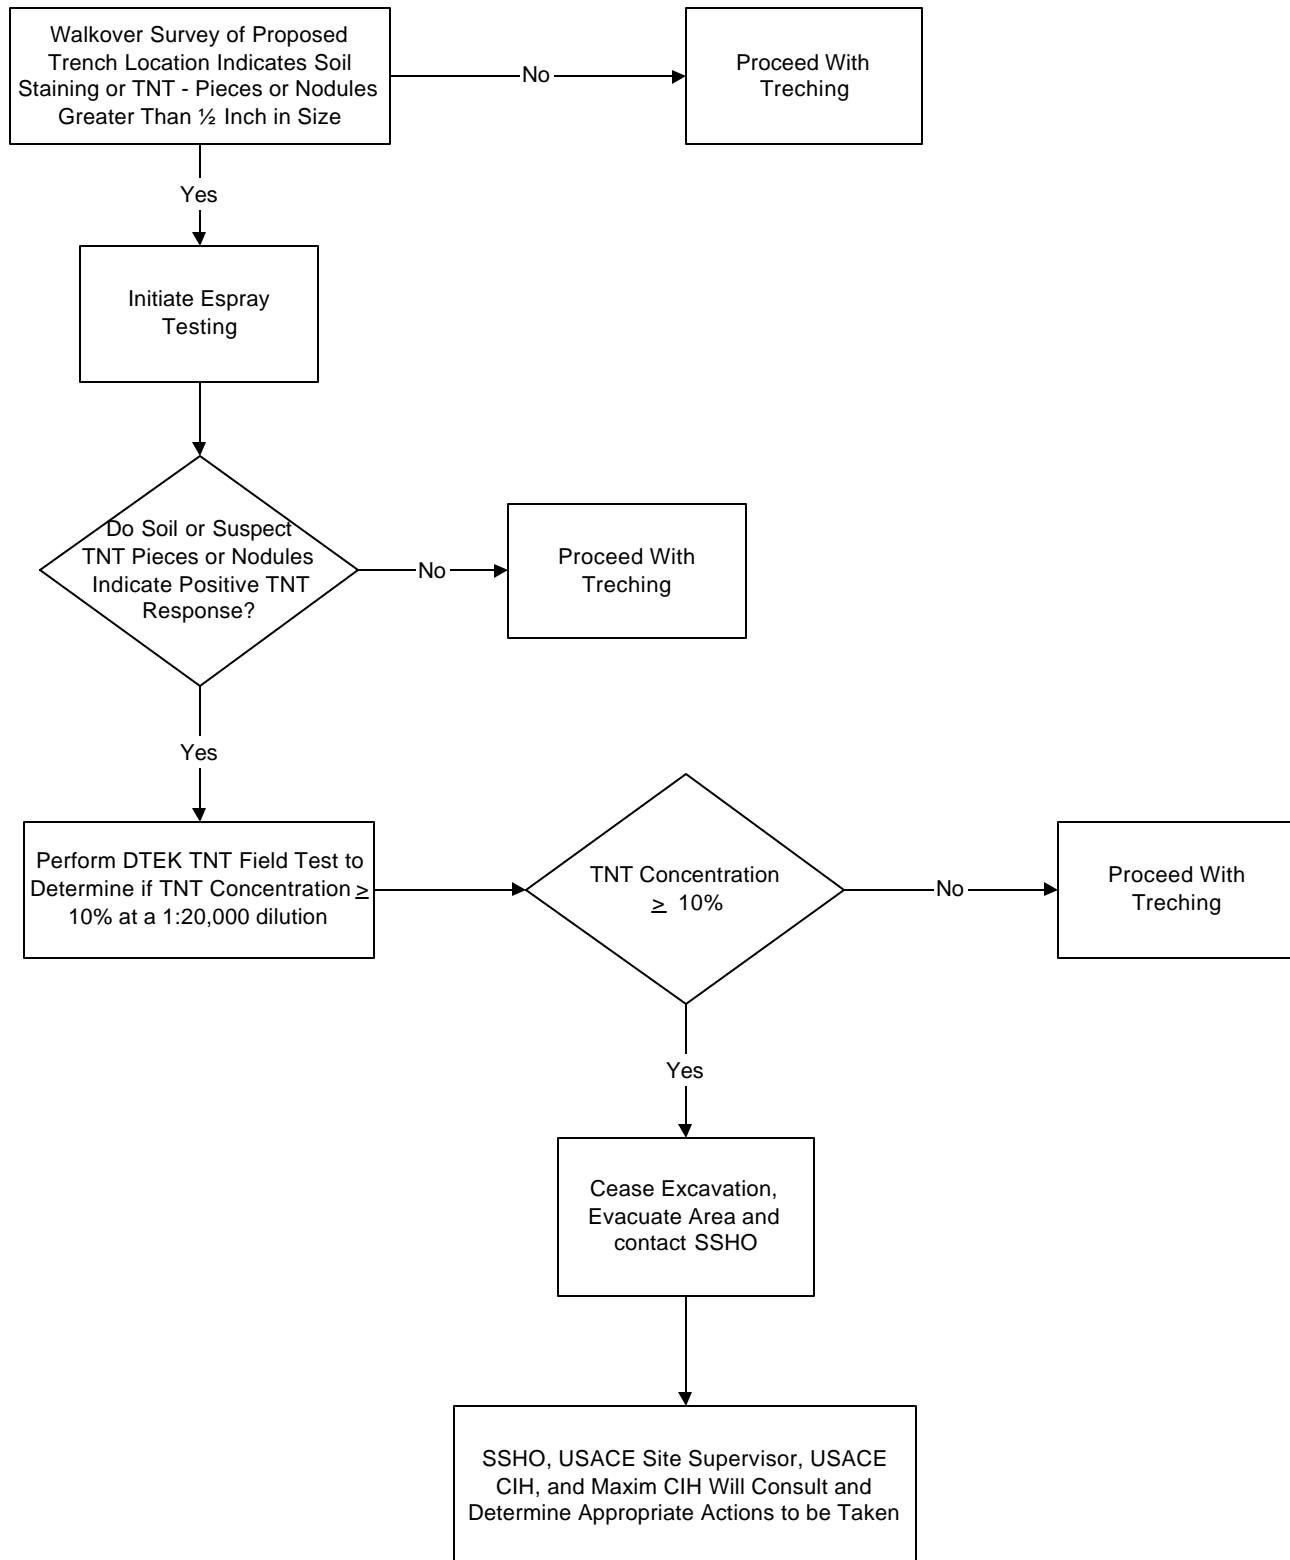 Walkover Survey of Proposed
Trench Location Indicates Soil
Staining or TNT - Pieces or Nodules
Greater Than ½ Inch in Size
No
Proceed With
Treching
Yes
Initiate Espray
Testing
Do Soil or Suspect
TNT Pieces or Nodules
Indicate Positive TNT
Response?
No
Proceed With
Treching
Yes
Perform DTEK TNT Field Test to
Determine if TNT Concentration ≥
10% at a 1:20,000 dilution
TNT Concentration
≥ 10%
No
Proceed With
Treching
Yes
Cease Excavation,
Evacuate Area and
contact SSHO
SSHO, USACE Site Supervisor, USACE
CIH, and Maxim CIH Will Consult and
Determine Appropriate Actions to be Taken